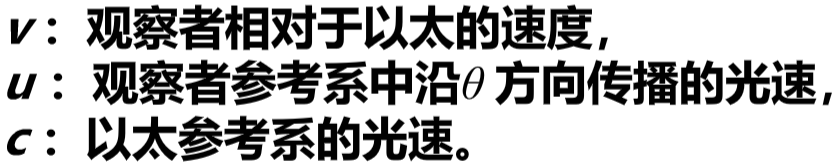 v：观察者相对于以太的速度，
u：观察者参考系中沿θ方向传播的光速，
c：以太参考系的光速。